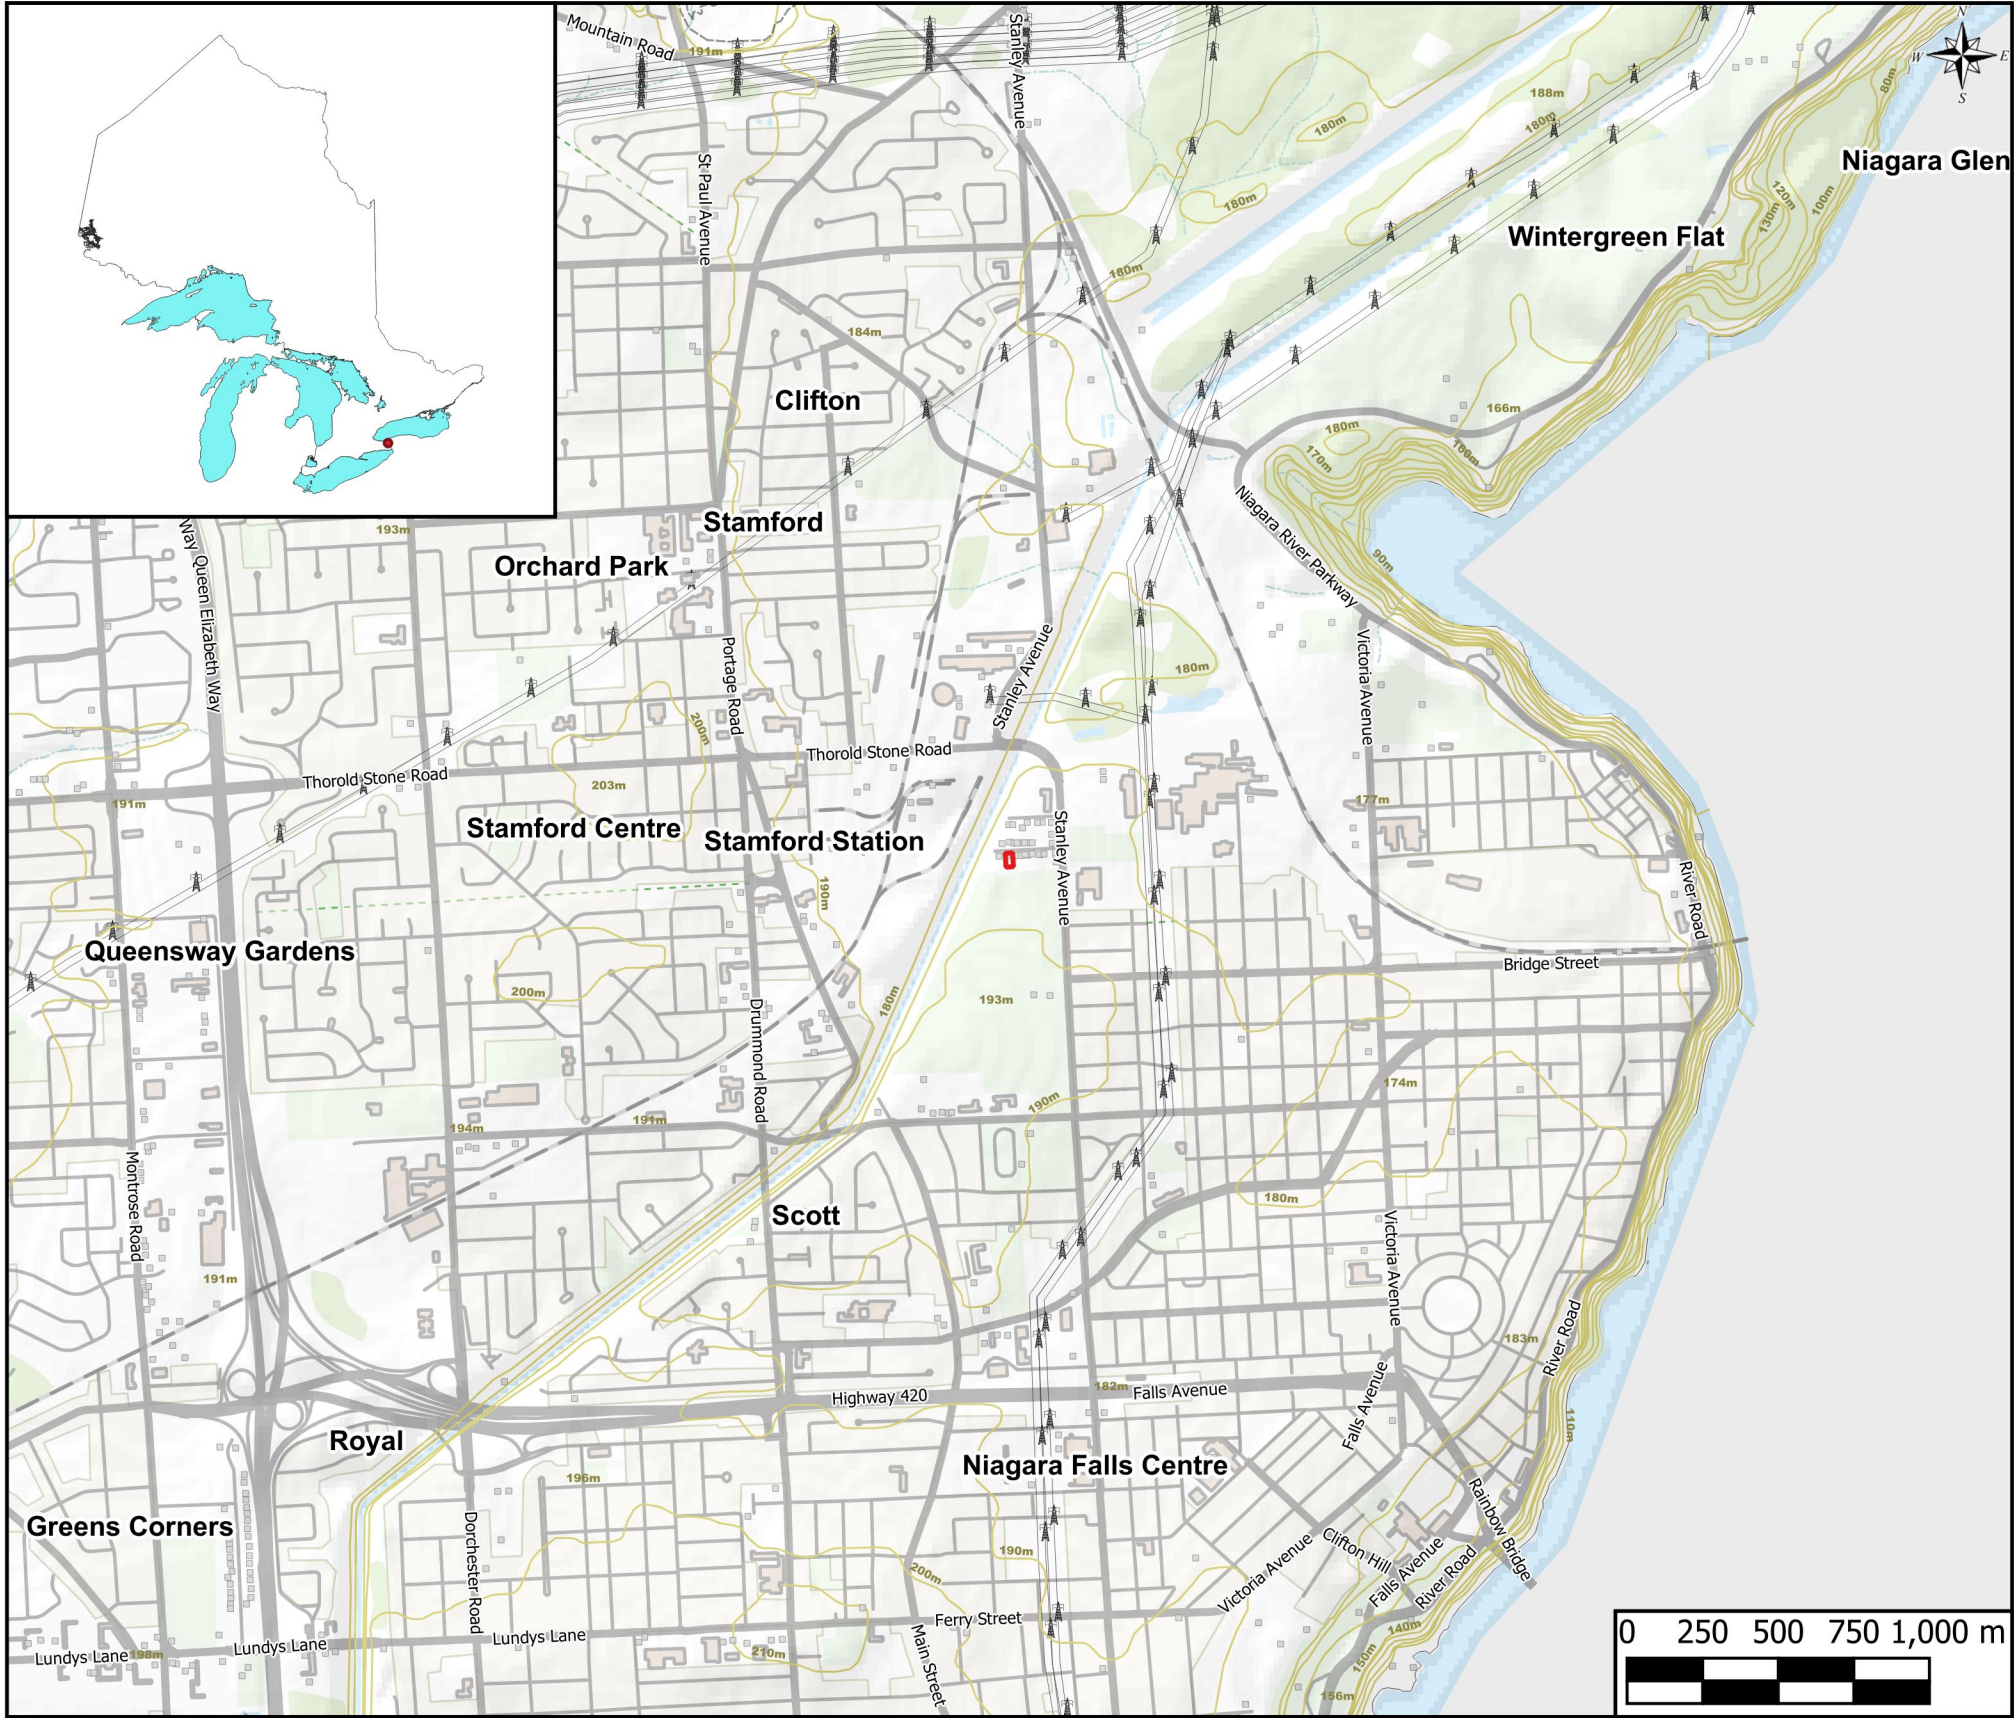 Mountain Road
191m
Stanley Avenue
N
W
E
S
80m
188m
180m
180m
Niagara Glen
120m
100m
130m
St Paul Avenue
180m
Wintergreen Flat
180m
184m
Clifton
166m
180m
160m
170m
Stamford
193m
Way Queen Elizabeth Way
Niagara River Parkway
Orchard Park
90m
Portage Road
Stanley Avenue
Victoria Avenue
180m
200m
Thorold Stone Road
Thorold Stone Road
203m
191m
177m
Stamford Centre
Stamford Station
Stanley Avenue
190m
River Road
Queensway Gardens
Bridge Street
200m
180m
193m
Drummond Road
174m
190m
191m
194m
Montrose Road
180m
Scott
Victoria Avenue
191m
183m
River Road
182m
Falls Avenue
Highway 420
Falls Avenue
110m
Royal
Niagara Falls Centre
196m
Rainbow Bridge
Greens Corners
Dorchester Road
190m
Clifton Hill
Victoria Avenue
Falls Avenue
River Road
200m
Ferry Street
Main Street
140m
Lundys Lane
Lundys Lane
Lundys Lane
198m
210m
150m
156m
0 250 500 750 1,000 m